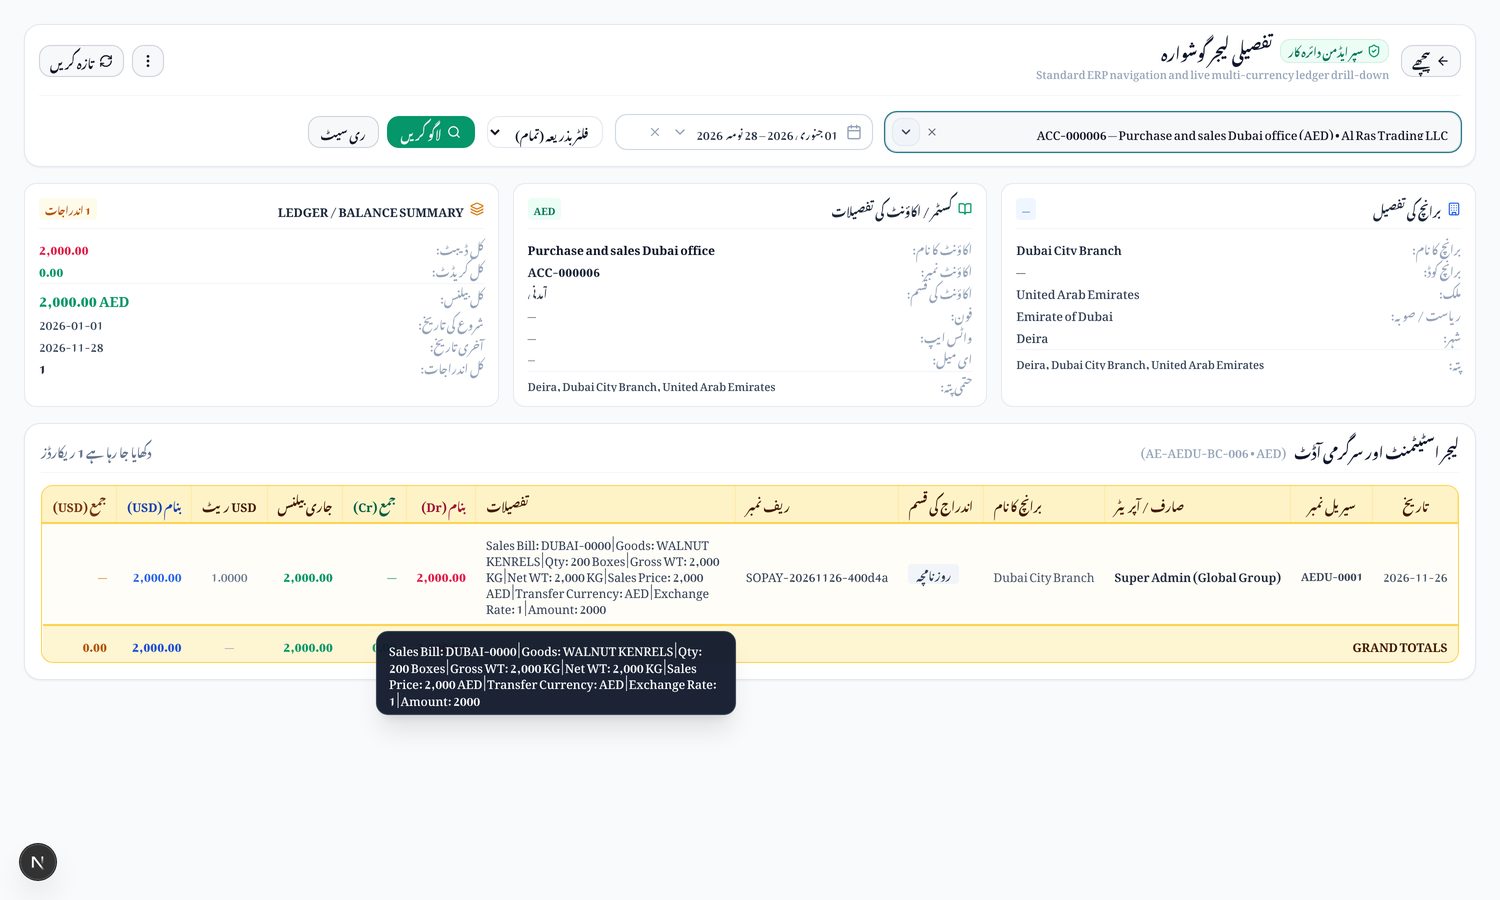 پیچھے
سپر ایڈمن دائرہ کار
تفصیلی لیجر گوشوارہ
Standard ERP navigation and live multi-currency ledger drill-down
تازہ کریں
ACC-000006 — Purchase and sales Dubai office (AED) • Al Ras Trading LLC
01 جنوری، 2026 – 28 نومبر 2026
فلٹر بذریعہ (تمام)
لاگو کریں
ری سیٹ
برانچ کی تفصیل
—
برانچ کا نام: Dubai City Branch
برانچ کوڈ: —
ملک: United Arab Emirates
ریاست / صوبہ: Emirate of Dubai
شہر: Deira
پتہ: Deira, Dubai City Branch, United Arab Emirates
کسٹمر / اکاؤنٹ کی تفصیلات
AED
اکاؤنٹ کا نام: Purchase and sales Dubai office
اکاؤنٹ نمبر: ACC-000006
اکاؤنٹ کی قسم: آمدنی
فون: —
واٹس ایپ: —
ای میل: —
حتمی پتہ: Deira, Dubai City Branch, United Arab Emirates
LEDGER / BALANCE SUMMARY
1 اندراجات
کل ڈیبٹ: 2,000.00
کل کریڈٹ: 0.00
کل بیلنس: 2,000.00 AED
شروع کی تاریخ: 2026-01-01
آخری تاریخ: 2026-11-28
کل اندراجات: 1
لیجر اسٹیٹمنٹ اور سرگرمی آڈٹ (AE-AEDU-BC-006 • AED)
دکھایا جا رہا ہے 1 ریکارڈز
تاریخ سیریل نمبر صارف / آپریٹر برانچ کا نام اندراج کی قسم ریف نمبر تفصیلات بنام (Dr) جمع (Cr) جاری بیلنس USD ریٹ بنام (USD) جمع (USD)
2026-11-26 AEDU-0001 Super Admin (Global Group) Dubai City Branch روزنامچہ SOPAY-20261126-400d4a
Sales Bill: DUBAI-0000 | Goods: WALNUT
KENRELS | Qty: 200 Boxes | Gross WT: 2,000
KG | Net WT: 2,000 KG | Sales Price: 2,000
AED | Transfer Currency: AED | Exchange
Rate: 1 | Amount: 2000
2,000.00 — 2,000.00 1.0000 2,000.00 —
GRAND TOTALS 2,000.00 — 2,000.00 0.00
Sales Bill: DUBAI-0000 | Goods: WALNUT KENRELS | Qty:
200 Boxes | Gross WT: 2,000 KG | Net WT: 2,000 KG | Sales
Price: 2,000 AED | Transfer Currency: AED | Exchange Rate:
1 | Amount: 2000
N